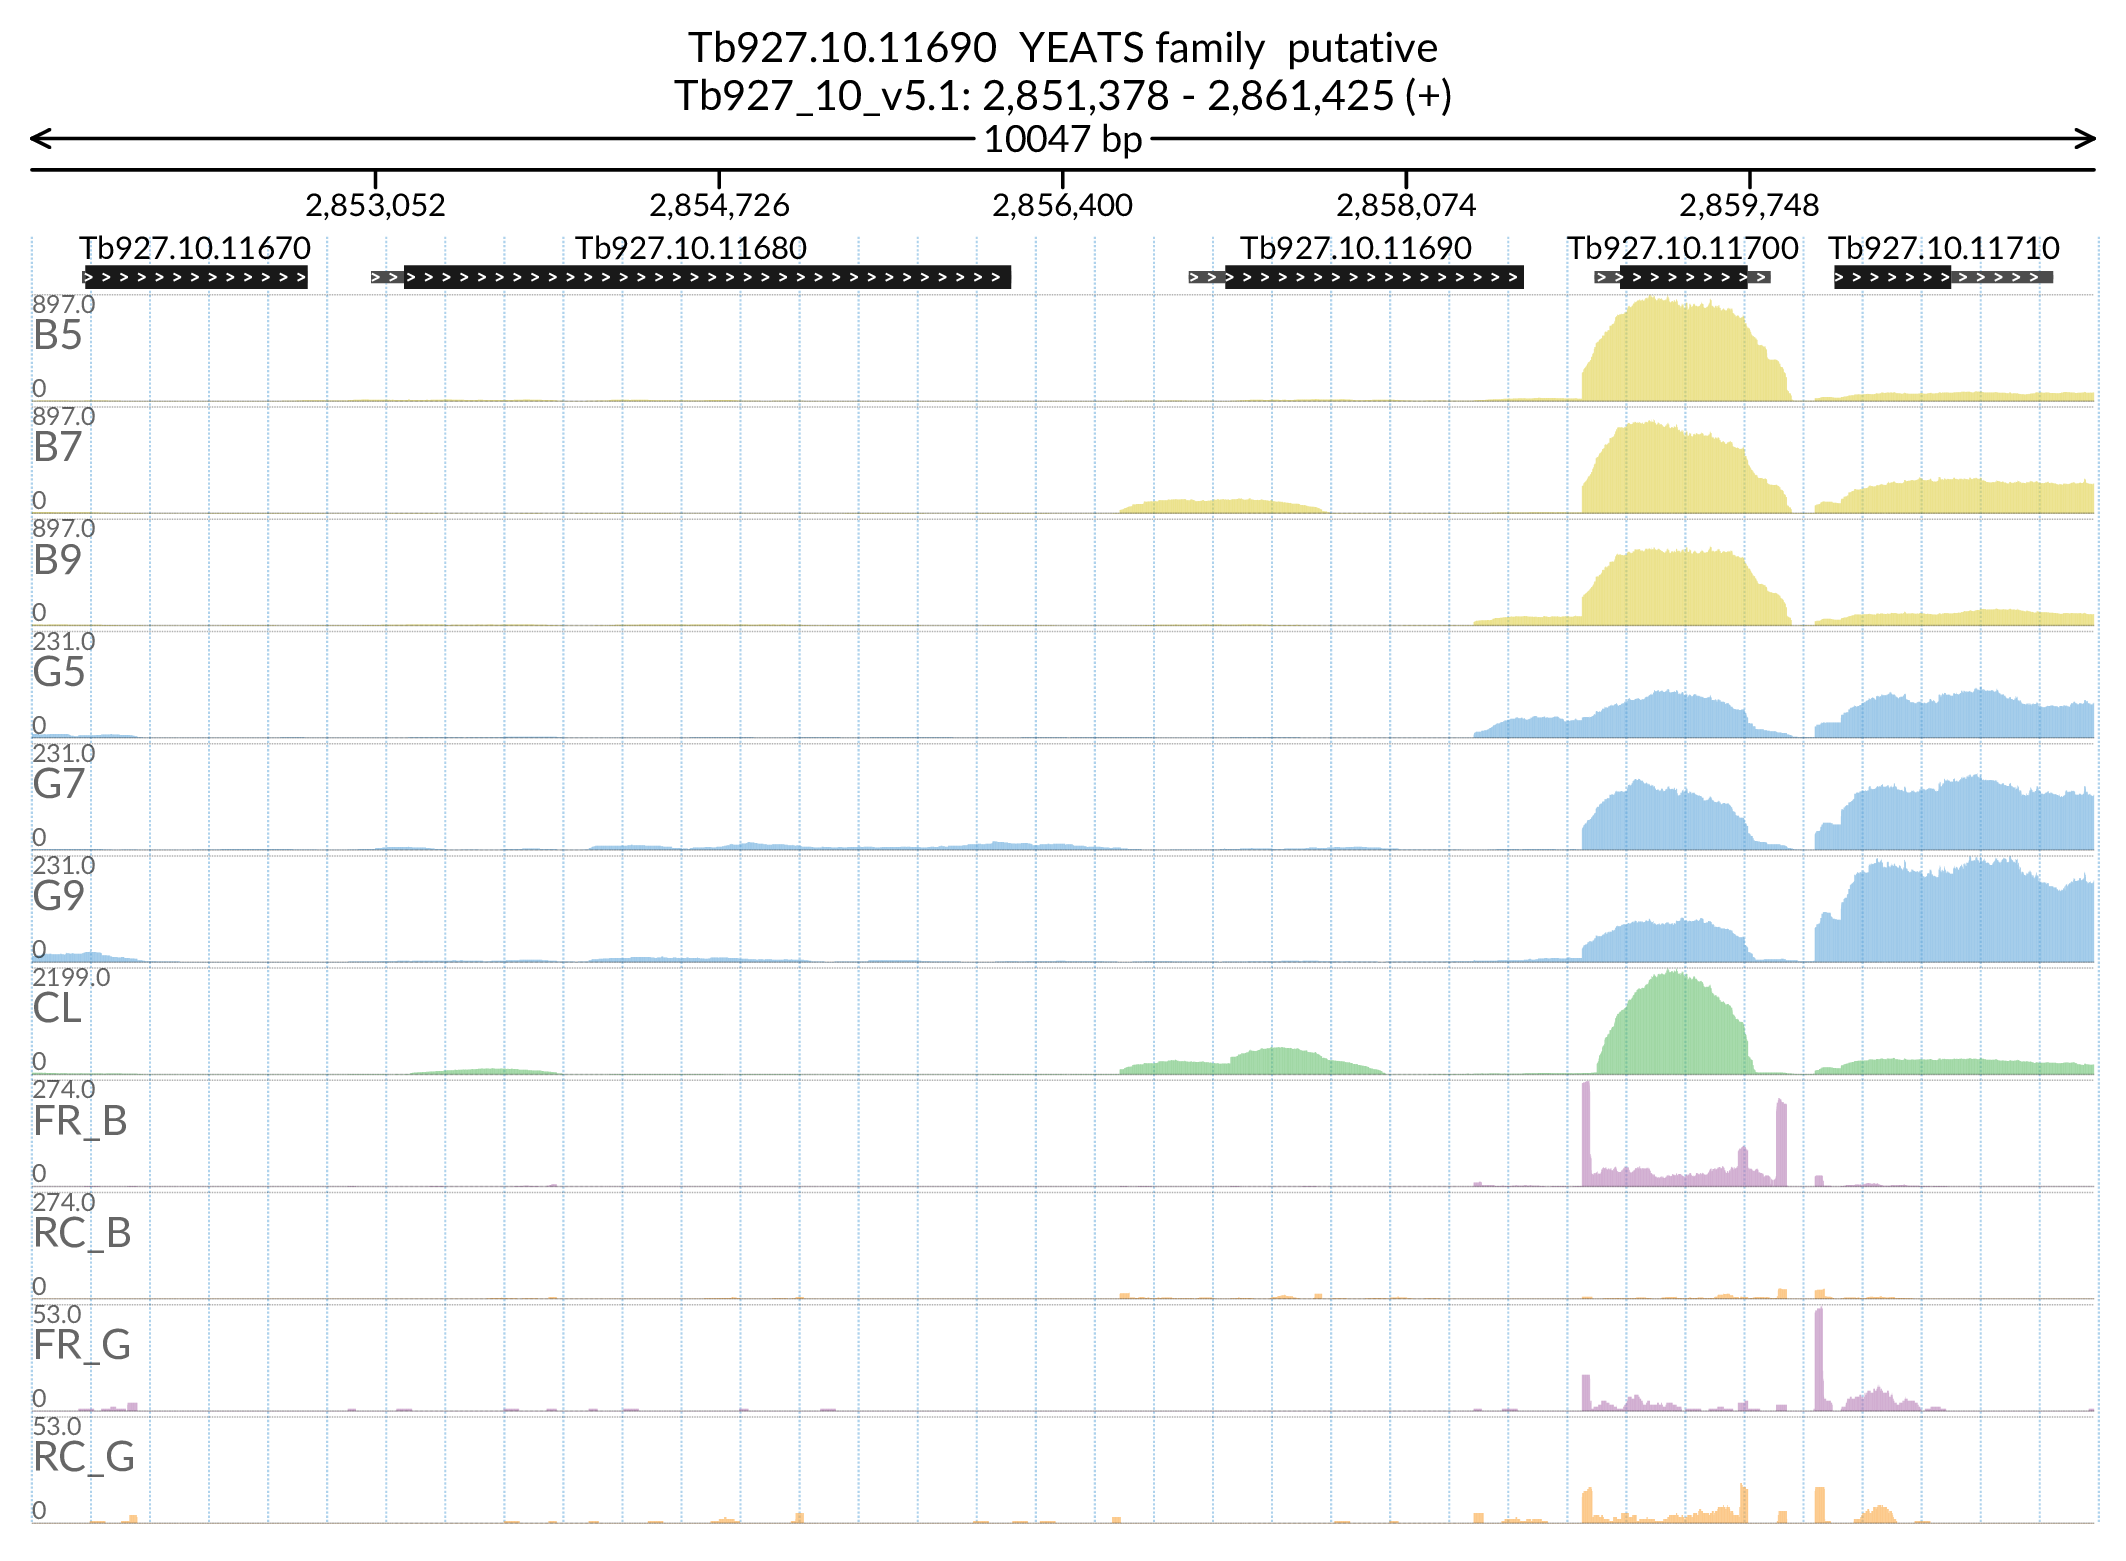 Tb927.10.11690  YEATS family  putative
Tb927_10_v5.1: 2,851,378 - 2,861,425 (+)
10047 bp
2,853,052 2,854,726 2,856,400 2,858,074 2,859,748
Tb927.10.11670 Tb927.10.11680 Tb927.10.11690 Tb927.10.11700 Tb927.10.11710
897.0
B5
0
897.0
B7
0
897.0
B9
0
231.0
G5
0
231.0
G7
0
231.0
G9
0
2199.0
CL
0
274.0
FR_B
0
274.0
RC_B
0
53.0
FR_G
0
53.0
RC_G
0